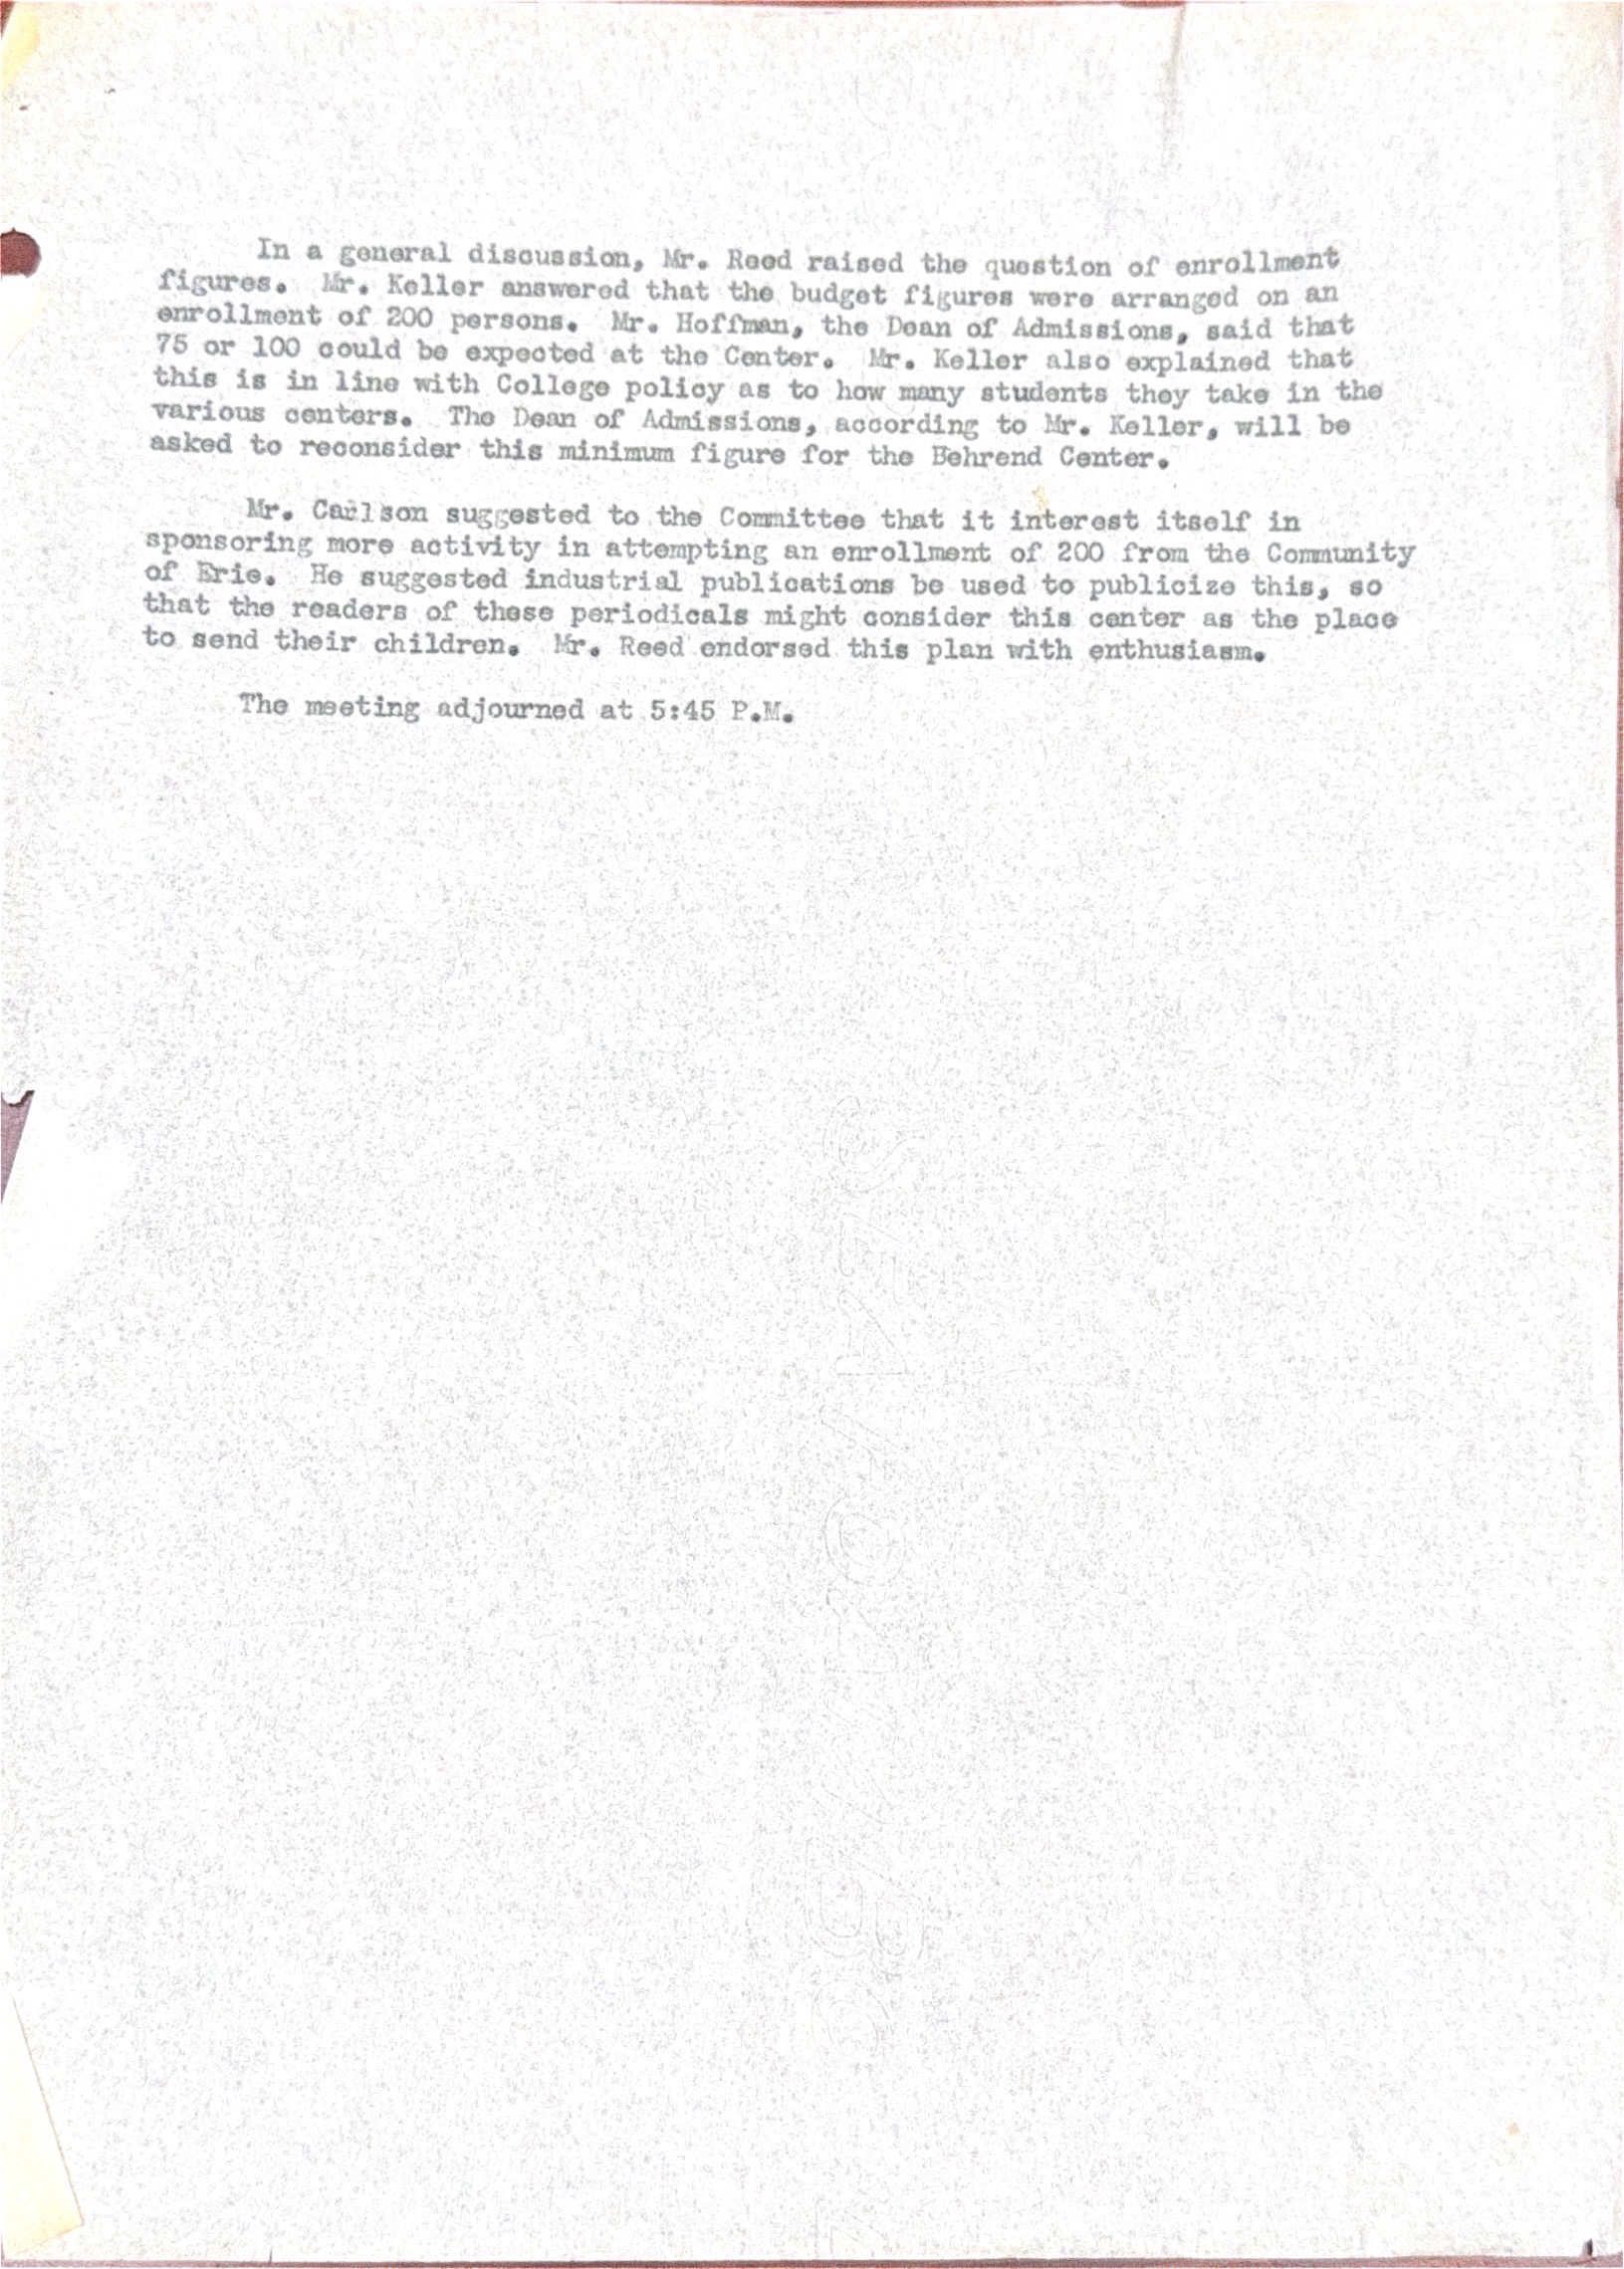 In a general discussion, Mr. Reed raised the question of enrollment
figures. Mr. Keller answered that the budget figures were arranged on an
enrollment of 200 persons. Mr. Hoffman, the Dean of Admissions, said that
75 or 100 could be expected at the Center. Mr. Keller also explained that
this is in line with College policy as to how many students they take in the
various centers. The Dean of Admissions, according to Mr. Keller, will be
asked to reconsider this minimum figure for the Behrend Center.
Mr. Carlson suggested to the Committee that it interest itself in
sponsoring more activity in attempting an enrollment of 200 from the Community
of Erie. He suggested industrial publications be used to publicize this, so
that the readers of these periodicals might consider this center as the place
to send their children. Mr. Reed endorsed this plan with enthusiasm.
The meeting adjourned at 5:45 P.M.